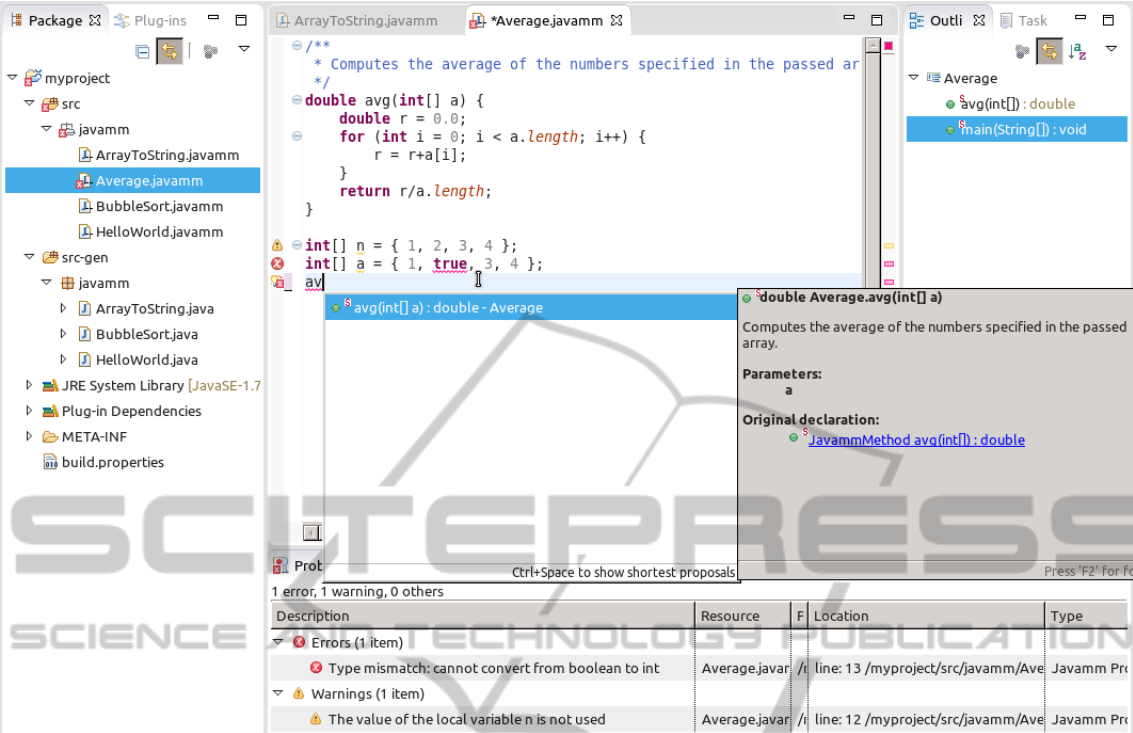 Package
Plug-ins
myproject
src
javamm
ArrayToString.javamm
Average.javamm
BubbleSort.javamm
HelloWorld.javamm
src-gen
javamm
ArrayToString.java
BubbleSort.java
HelloWorld.java
JRE System Library [JavaSE-1.7
Plug-in Dependencies
META-INF
build.properties
ArrayToString.javamm
*Average.javamm
/**
* Computes the average of the numbers specified in the passed ar
*/
double avg(int[] a) {
double r = 0.0;
for (int i = 0; i < a.length; i++) {
r = r+a[i];
}
return r/a.length;
}
int[] n = { 1, 2, 3, 4 };
int[] a = { 1, true, 3, 4 };
av
avg(int[] a) : double - Average
Ctrl+Space to show shortest proposals
double Average.avg(int[] a)
Computes the average of the numbers specified in the passed
array.
Parameters:
a
Original declaration:
JavammMethod avg(int[]) : double
Press 'F2' for fo
Outli
Task
Average
avg(int[]) : double
main(String[]) : void
Prob
1 error, 1 warning, 0 others
Description Resource F Location Type
Errors (1 item)
Type mismatch: cannot convert from boolean to int Average.javar /r line: 13 /myproject/src/javamm/Ave Javamm Pro
Warnings (1 item)
The value of the local variable n is not used Average.javar /r line: 12 /myproject/src/javamm/Ave Javamm Pro
SCITEPRESS
SCIENCE AND TECHNOLOGY PUBLICATIONS